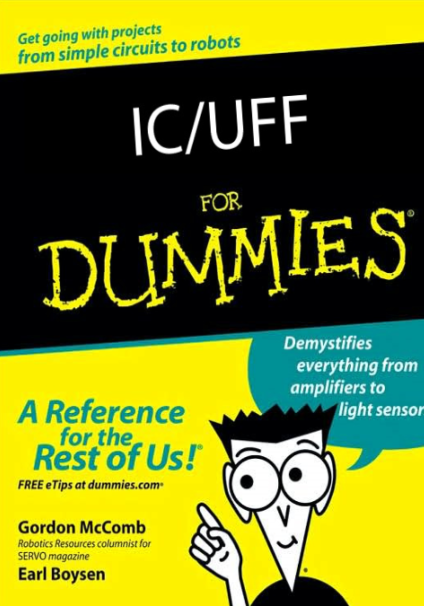 Get going with projects
from simple circuits to robots
IC/UFF
FOR
DUMMIES®
Demystifies
everything from
amplifiers to
light sensor
A Reference
for the
Rest of Us!®
FREE eTips at dummies.com®
Gordon McComb
Robotics Resources columnist for
SERVO magazine
Earl Boysen